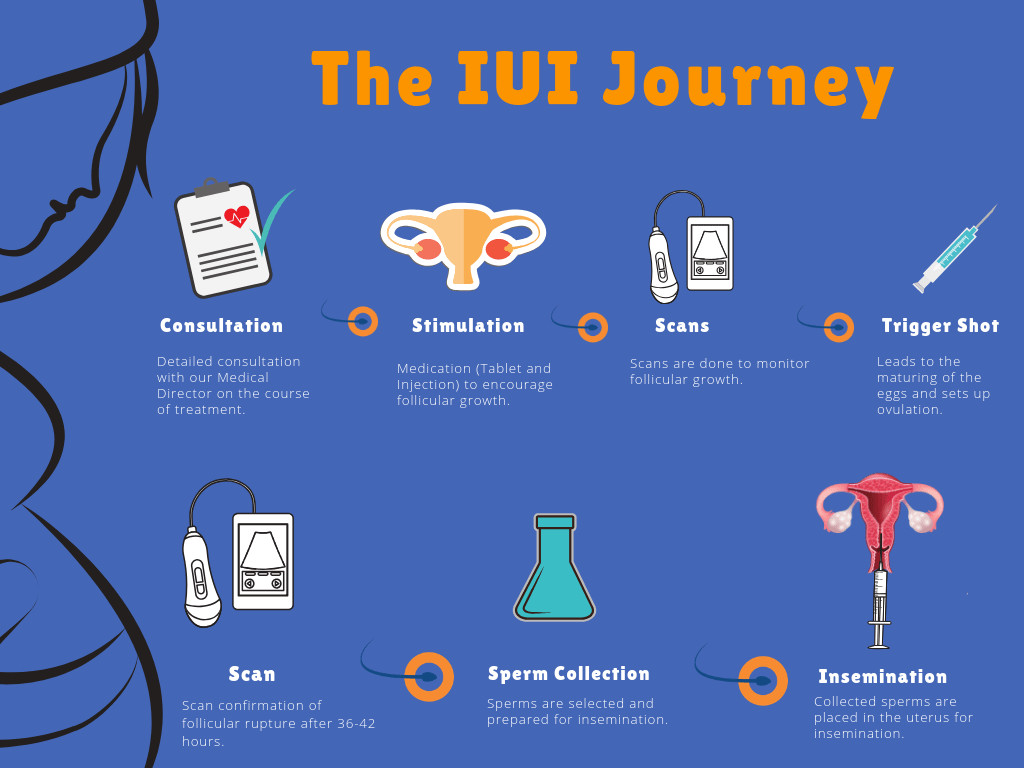 The IUI Journey
Consultation
Detailed consultation
with our Medical
Director on the course
of treatment.
Stimulation
Medication (Tablet and
Injection) to encourage
follicular growth.
Scans
Scans are done to monitor
follicular growth.
Trigger Shot
Leads to the
maturing of the
eggs and sets up
ovulation.
Scan
Scan confirmation of
follicular rupture after 36-42
hours.
Sperm Collection
Sperms are selected and
prepared for insemination.
Insemination
Collected sperms are
placed in the uterus for
insemination.